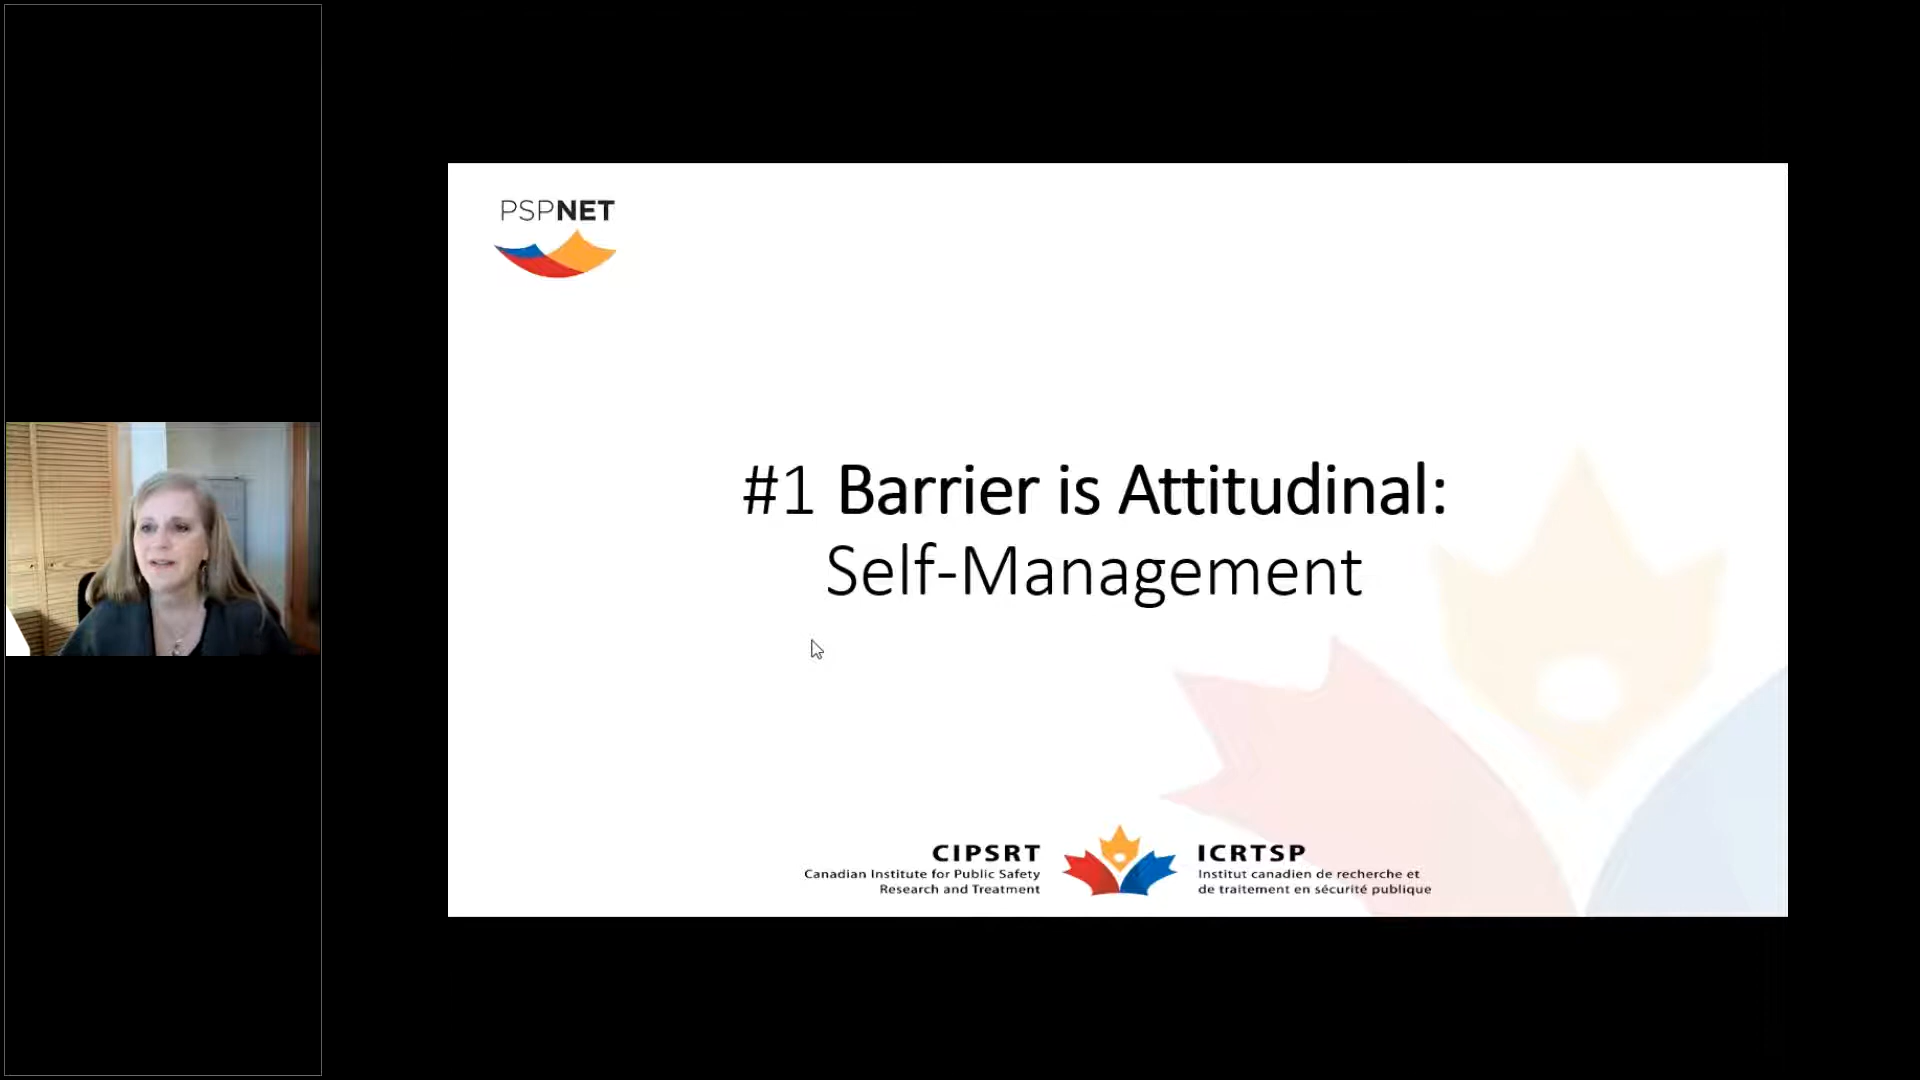 PSPNET
#1 Barrier is Attitudinal:
Self-Management
CIPSRT
Canadian Institute for Public Safety
Research and Treatment
ICRTSP
Institut canadien de recherche et
de traitement en sécurité publique